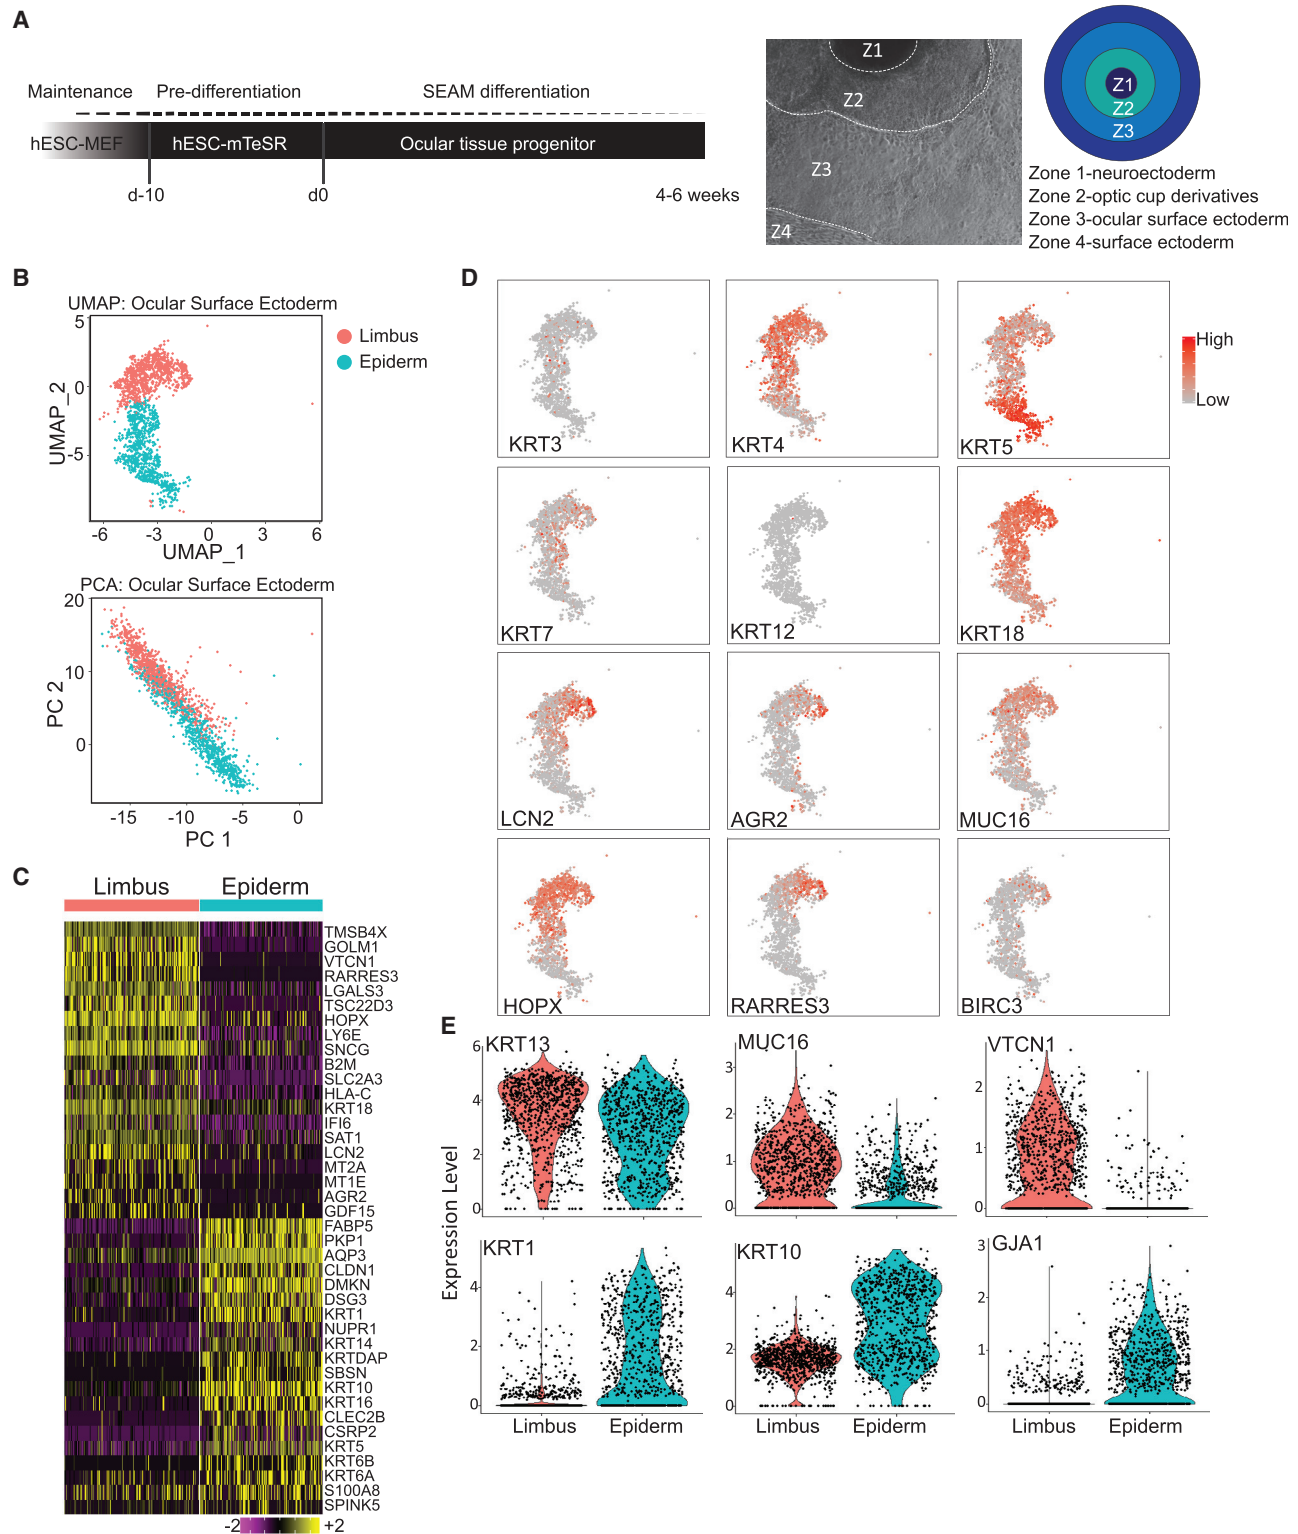 A
Maintenance Pre-differentiation SEAM differentiation
hESC-MEF hESC-mTeSR Ocular tissue progenitor
d-10 d0 4-6 weeks
Z1
Z2
Z3
Z4
Z1
Z2
Z3
Zone 1-neuroectoderm
Zone 2-optic cup derivatives
Zone 3-ocular surface ectoderm
Zone 4-surface ectoderm
B
UMAP: Ocular Surface Ectoderm
5
0
-5
UMAP_2
-6 -3 0 3 6
UMAP_1
Limbus
Epiderm
PCA: Ocular Surface Ectoderm
20
10
0
PC 2
-15 -10 -5 0
PC 1
C
Limbus Epiderm
TMSB4X
GOLM1
VTCN1
RARRES3
LGALS3
TSC22D3
HOPX
LY6E
SNCG
B2M
SLC2A3
HLA-C
KRT18
IFI6
SAT1
LCN2
MT2A
MT1E
AGR2
GDF15
FABP5
PKP1
AQP3
CLDN1
DMKN
DSG3
KRT1
NUPR1
KRT14
KRTDAP
SBSN
KRT10
KRT16
CLEC2B
CSRP2
KRT5
KRT6B
KRT6A
S100A8
SPINK5
-2 +2
D
KRT3 KRT4 KRT5
High
Low
KRT7 KRT12 KRT18
LCN2 AGR2 MUC16
HOPX RARRES3 BIRC3
E
Expression Level
KRT13
6
4
2
0
MUC16
3
2
1
0
VTCN1
2
1
0
KRT1
4
2
0
KRT10
4
2
0
GJA1
3
2
1
0
Limbus Epiderm Limbus Epiderm Limbus Epiderm